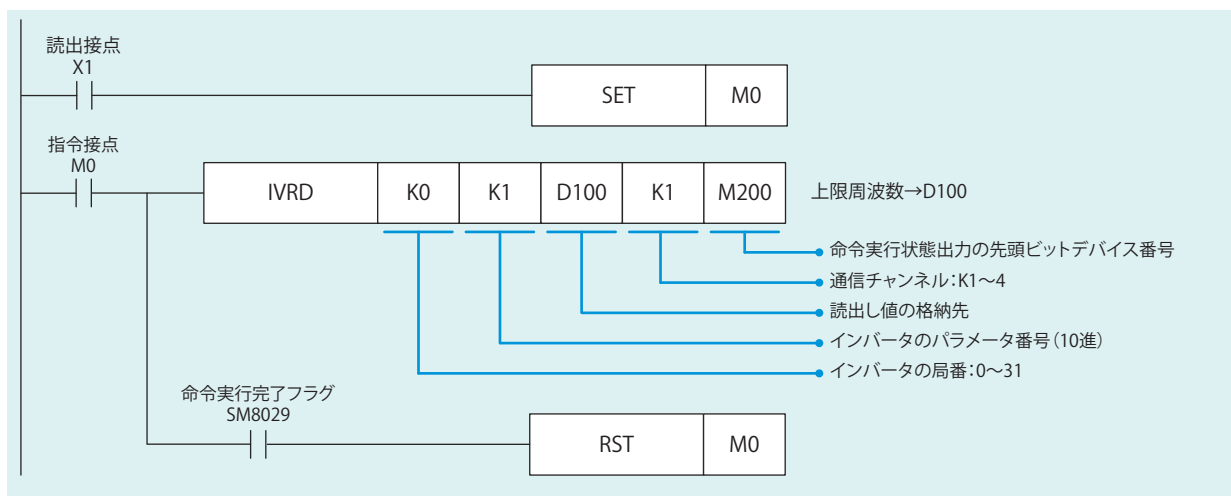 読出接点
X1
SET M0
指令接点
M0
IVRD K0 K1 D100 K1 M200 上限周波数→D100
命令実行状態出力の先頭ビットデバイス番号
通信チャンネル：K1～4
読出し値の格納先
インバータのパラメータ番号（10進）
インバータの局番：0～31
命令実行完了フラグ
SM8029
RST M0